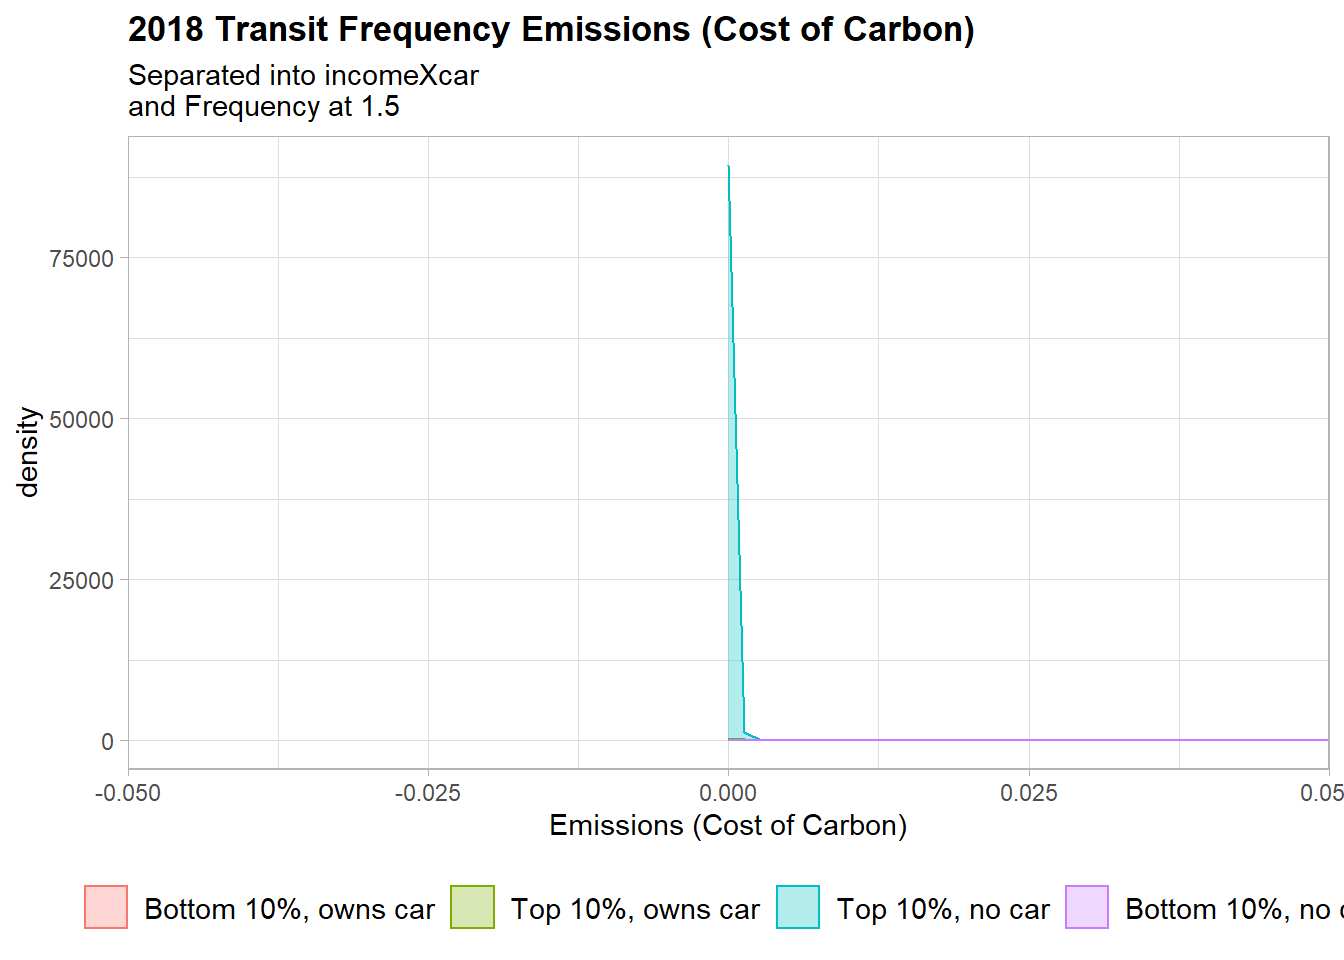 2018 Transit Frequency Emissions (Cost of Carbon)
Separated into incomeXcar
and Frequency at 1.5
density
75000
50000
25000
0
-0.050
-0.025
0.000
0.025
0.05
Emissions (Cost of Carbon)
Bottom 10%, owns car
Top 10%, owns car
Top 10%, no car
Bottom 10%, no